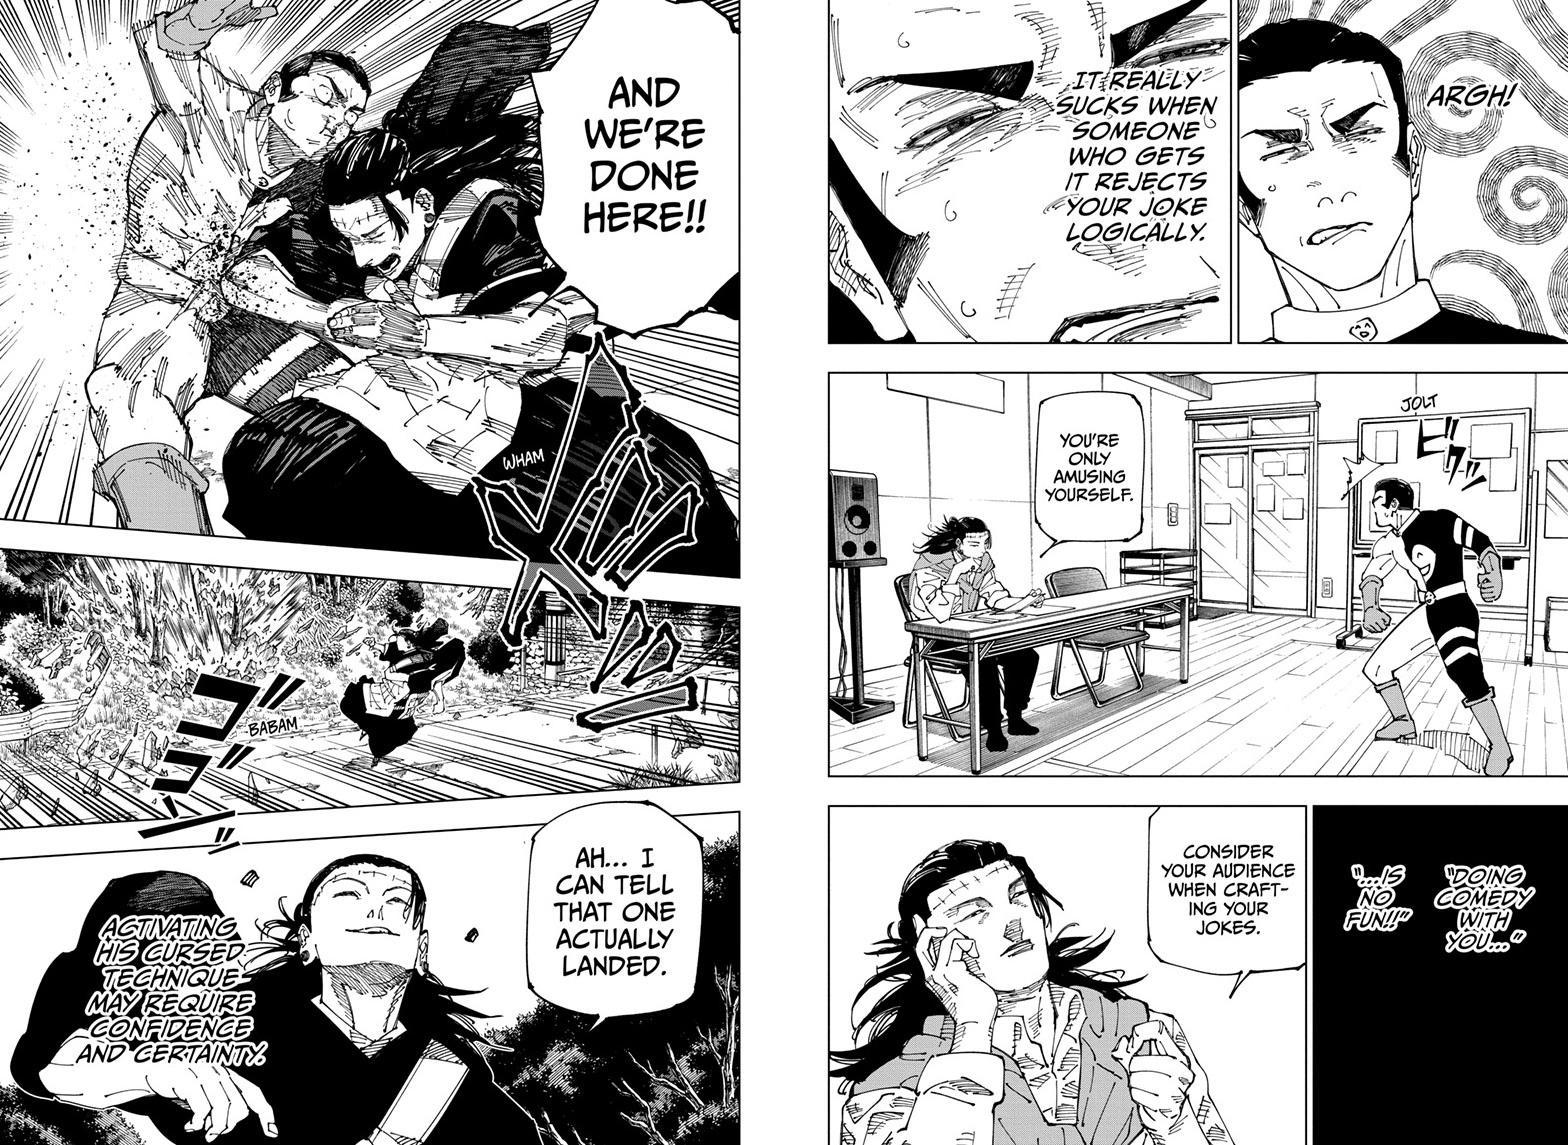 ARGH!
IT REALLY
SUCKS WHEN
SOMEONE
WHO GETS
IT REJECTS
YOUR JOKE
LOGICALLY.
JOLT
ビクッ
YOU'RE
ONLY
AMUSING
YOURSELF.
"DOING
COMEDY
WITH
YOU..."
"...IS
NO
FUN!!"
CONSIDER
YOUR AUDIENCE
WHEN CRAFT-
ING YOUR
JOKES.
AND
WE'RE
DONE
HERE!!
WHAM
BABAM
AH... I
CAN TELL
THAT ONE
ACTUALLY
LANDED.
ACTIVATING
HIS CURSED
TECHNIQUE
MAY REQUIRE
CONFIDENCE
AND CERTAINTY.